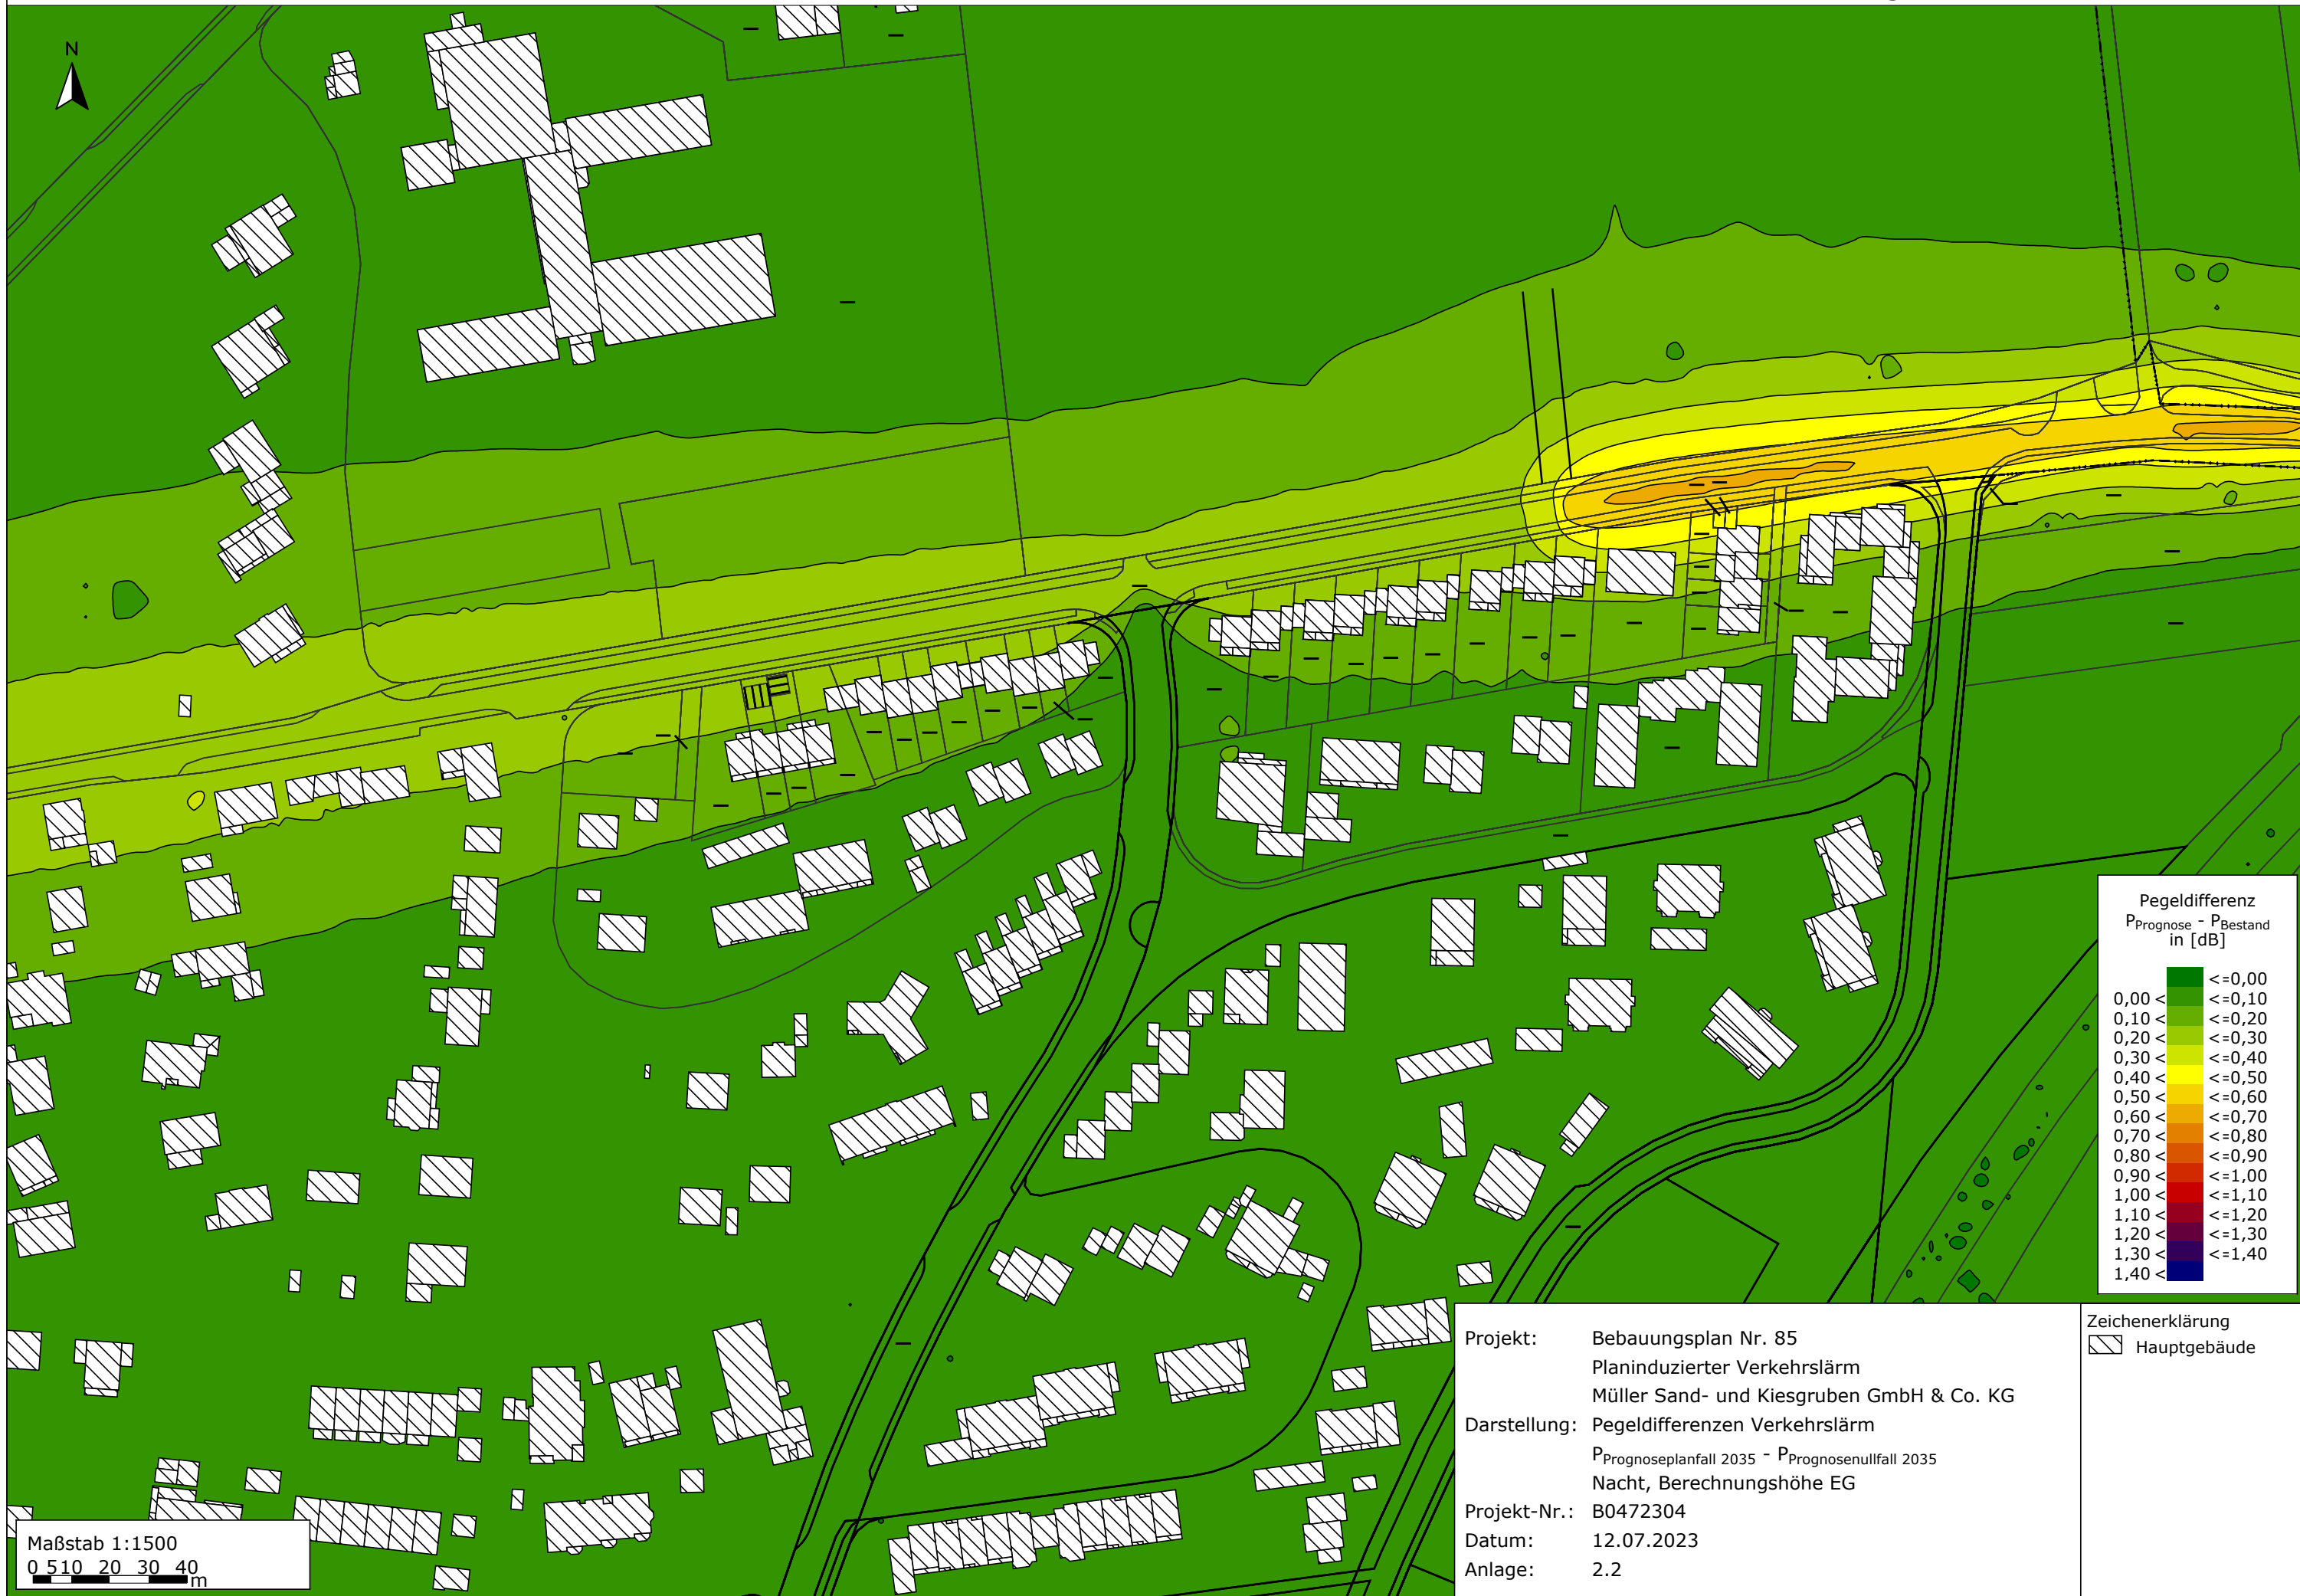 N
Pegeldifferenz
PPrognose - PBestand
in [dB]
<=0,00
0,00 < <=0,10
0,10 < <=0,20
0,20 < <=0,30
0,30 < <=0,40
0,40 < <=0,50
0,50 < <=0,60
0,60 < <=0,70
0,70 < <=0,80
0,80 < <=0,90
0,90 < <=1,00
1,00 < <=1,10
1,10 < <=1,20
1,20 < <=1,30
1,30 < <=1,40
1,40 <
Projekt: Bebauungsplan Nr. 85
Planinduzierter Verkehrslärm
Müller Sand- und Kiesgruben GmbH & Co. KG
Darstellung: Pegeldifferenzen Verkehrslärm
PPrognoseplanfall 2035 - PPrognosenullfall 2035
Nacht, Berechnungshöhe EG
Projekt-Nr.: B0472304
Datum: 12.07.2023
Anlage: 2.2
Zeichenerklärung
Hauptgebäude
Maßstab 1:1500
0 5 10 20 30 40
m